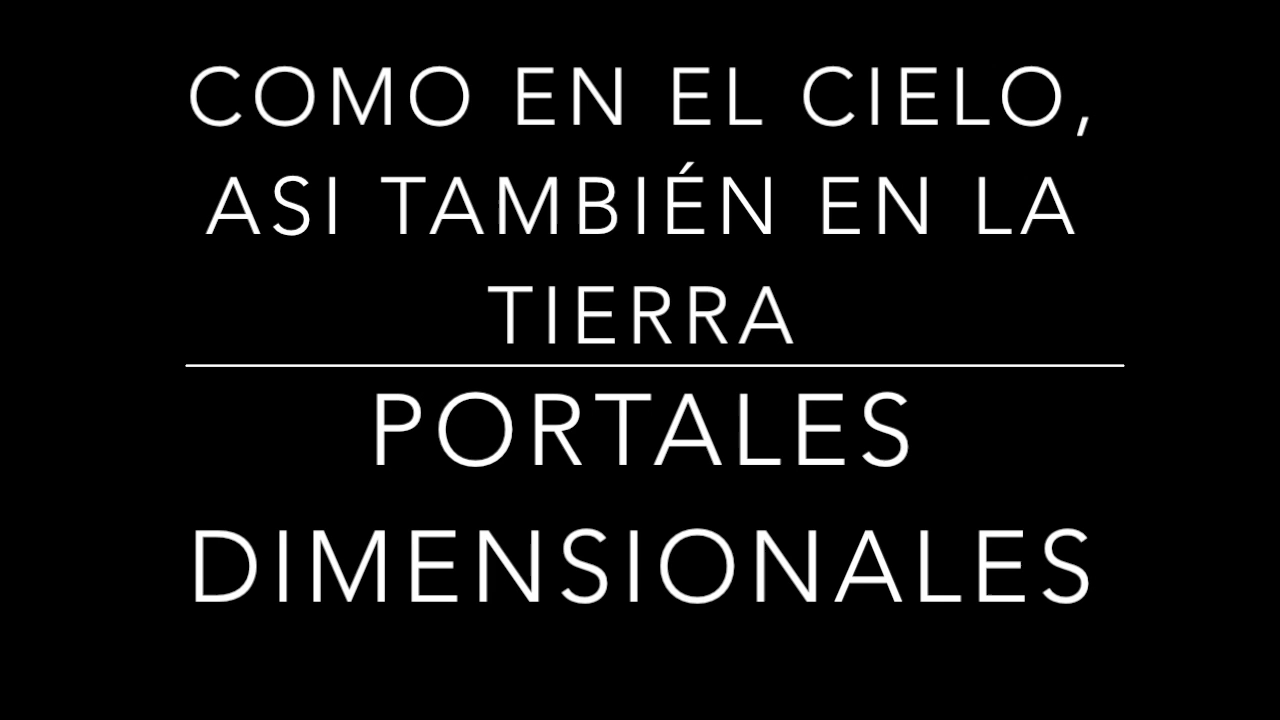 COMO EN EL CIELO,
ASI TAMBIÉN EN LA
TIERRA
PORTALES
DIMENSIONALES